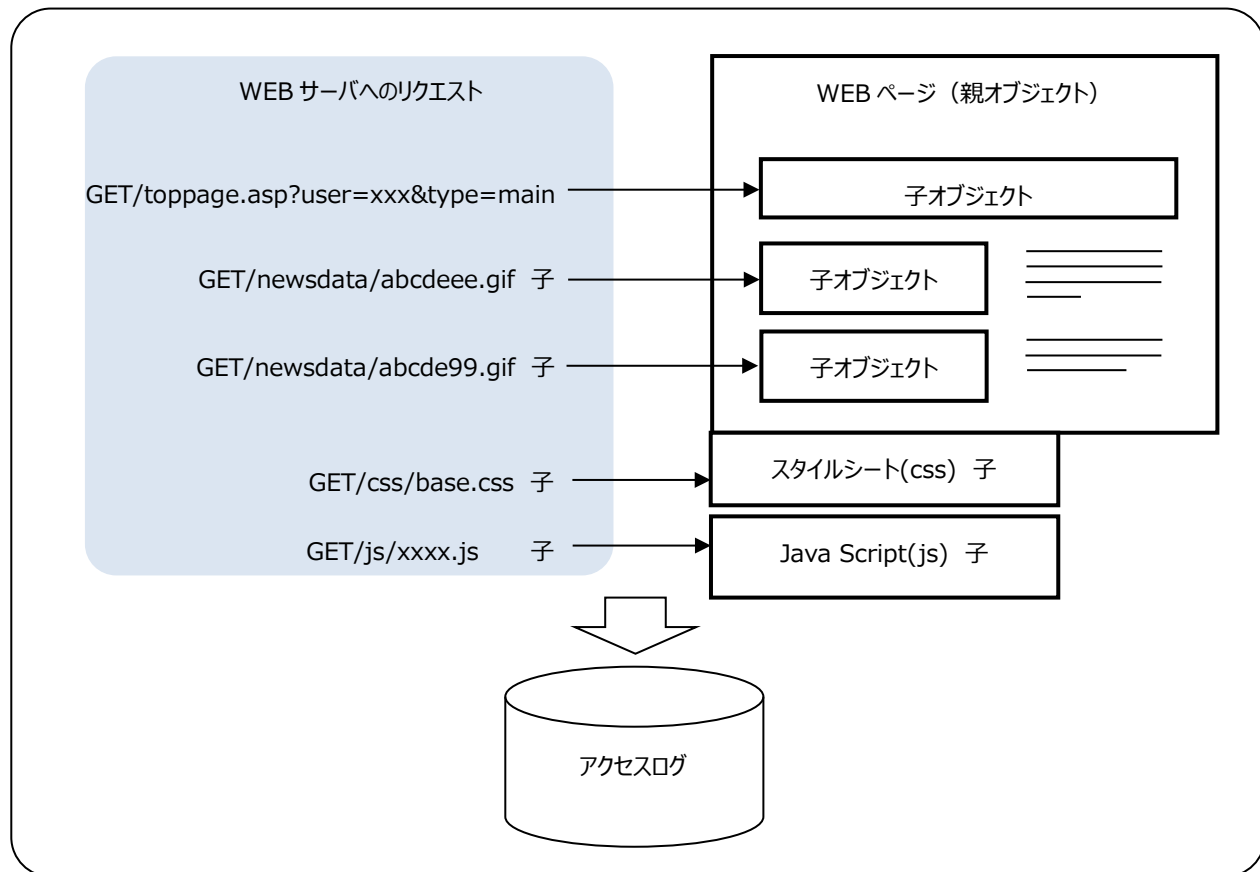 WEB サーバへのリクエスト
WEB ページ（親オブジェクト）
GET/toppage.asp?user=xxx&type=main
子オブジェクト
GET/newsdata/abcdeee.gif 子
子オブジェクト
GET/newsdata/abcde99.gif 子
子オブジェクト
GET/css/base.css 子
スタイルシート(css) 子
GET/js/xxxx.js 子
Java Script(js) 子
アクセスログ